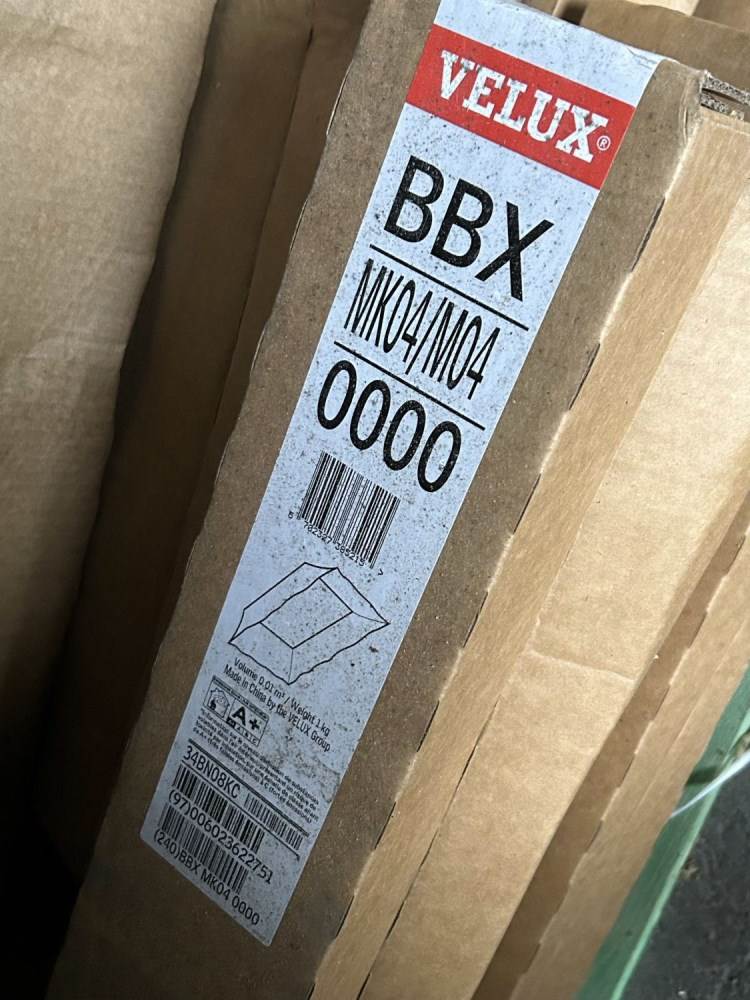 VELUX®
BBX
MK04/M04
0000
Volume 0.01 m³ / Weight 1 kg
Made in China by the VELUX Group
A+
34BN08KC
(97)006023622751
(240)BBX MK04 0000